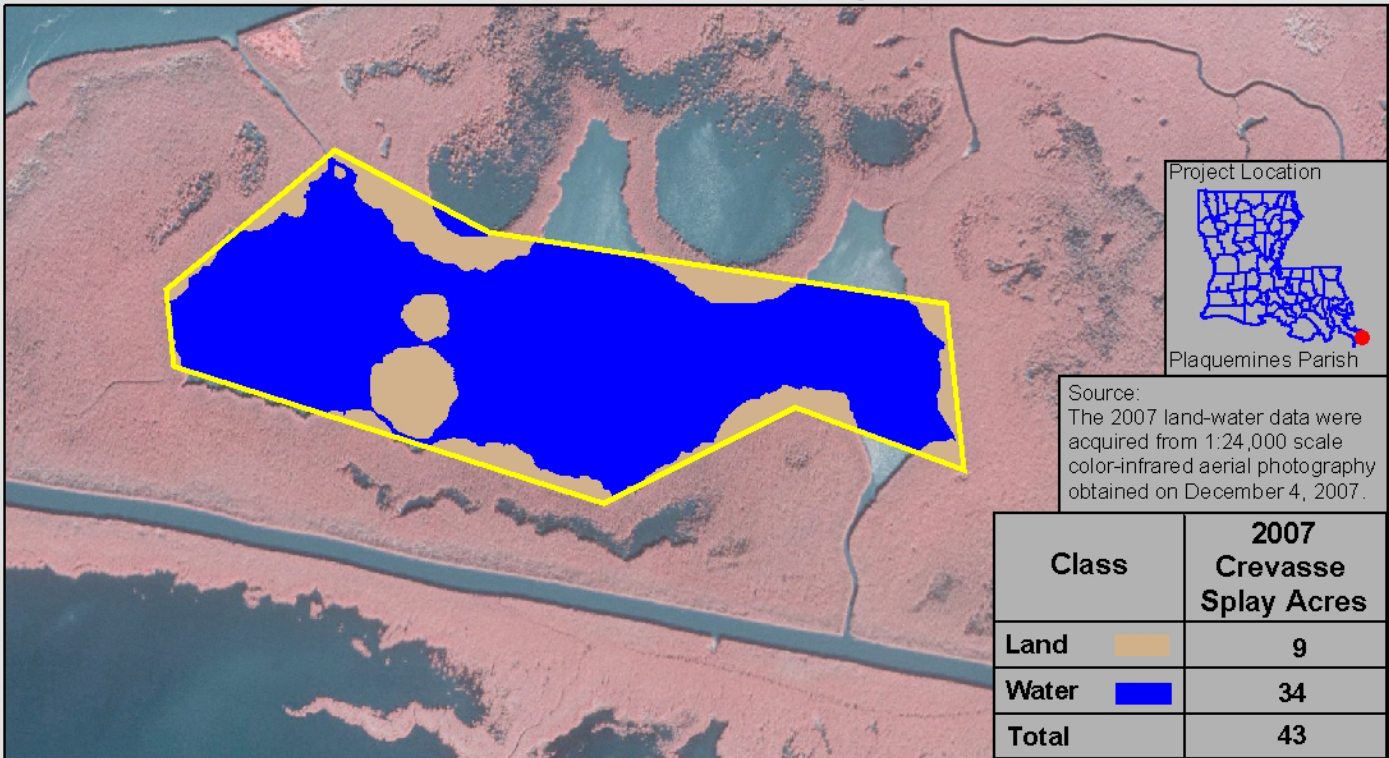 Project Location
Plaquemines Parish
Source:
The 2007 land-water data were
acquired from 1:24,000 scale
color-infrared aerial photography
obtained on December 4, 2007.
Class
2007
Crevasse
Splay Acres
Land 9
Water 34
Total 43